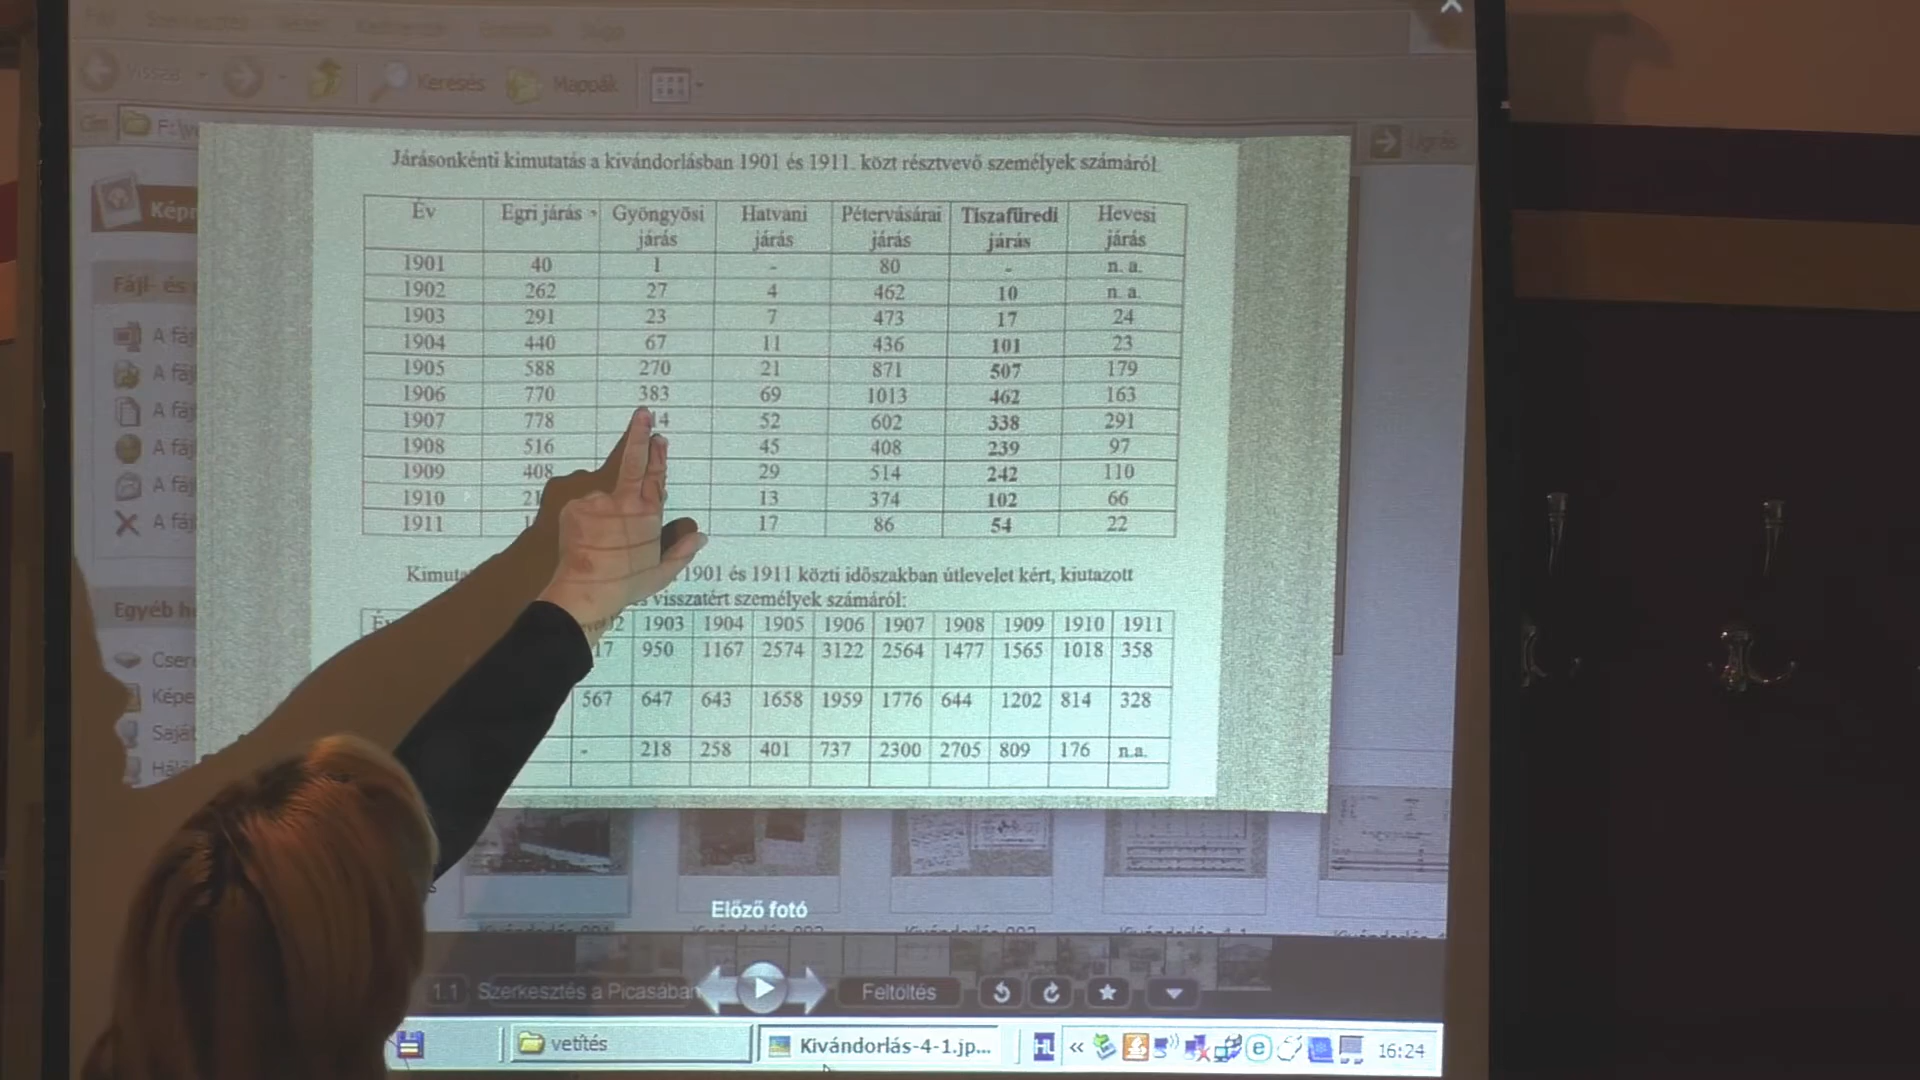 Vissza
Keresés
Mappák
Cím
Ugrás
Járásonkénti kimutatás a kivándorlásban 1901 és 1911. közt résztvevő személyek számáról
Év Egri járás Gyöngyösi járás Hatvani járás Pétervásárai járás Tiszafüredi járás Hevesi járás
1901 40 1 - 80 - n. a.
1902 262 27 4 462 10 n. a.
1903 291 23 7 473 17 24
1904 440 67 11 436 101 23
1905 588 270 21 871 507 179
1906 770 383 69 1013 462 163
1907 778 52 602 338 291
1908 516 45 408 239 97
1909 408 29 514 242 110
1910 13 374 102 66
1911 17 86 54 22
1901 és 1911 közti időszakban útlevelet kért, kiutazott
visszatért személyek számáról:
1903 1904 1905 1906 1907 1908 1909 1910 1911
950 1167 2574 3122 2564 1477 1565 1018 358
567 647 643 1658 1959 1776 644 1202 814 328
- 218 258 401 737 2300 2705 809 176 n.a.
Előző fotó
1:1 Szerkesztés a Picasában
Feltöltés
vetítés
Kivándorlás-4-1.jp...
HU
«
16:24